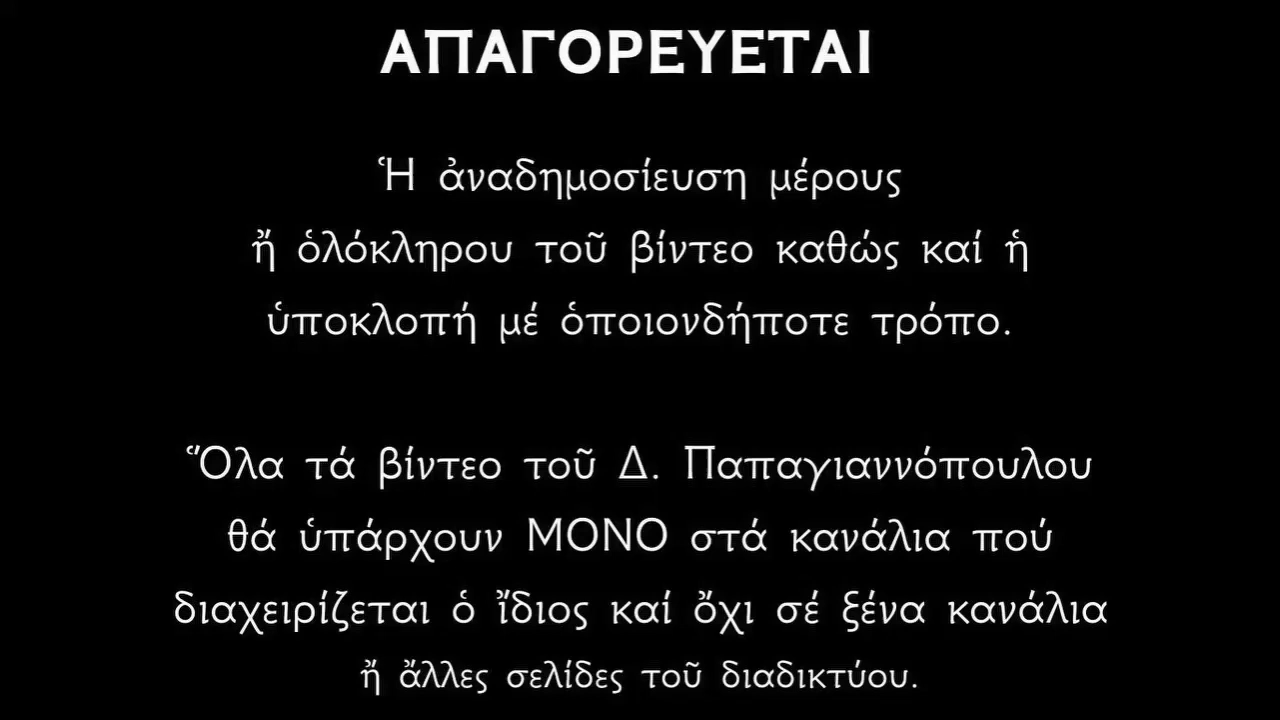 ΑΠΑΓΟΡΕΥΕΤΑΙ
Ἡ ἀναδημοσίευση μέρους
ἤ ὁλόκληρου τοῦ βίντεο καθώς καί ἡ
ὑποκλοπή μέ ὁποιονδήποτε τρόπο.
Ὅλα τά βίντεο τοῦ Δ. Παπαγιαννόπουλου
θά ὑπάρχουν ΜΟΝΟ στά κανάλια πού
διαχειρίζεται ὁ ἴδιος καί ὄχι σέ ξένα κανάλια
ἤ ἄλλες σελίδες τοῦ διαδικτύου.